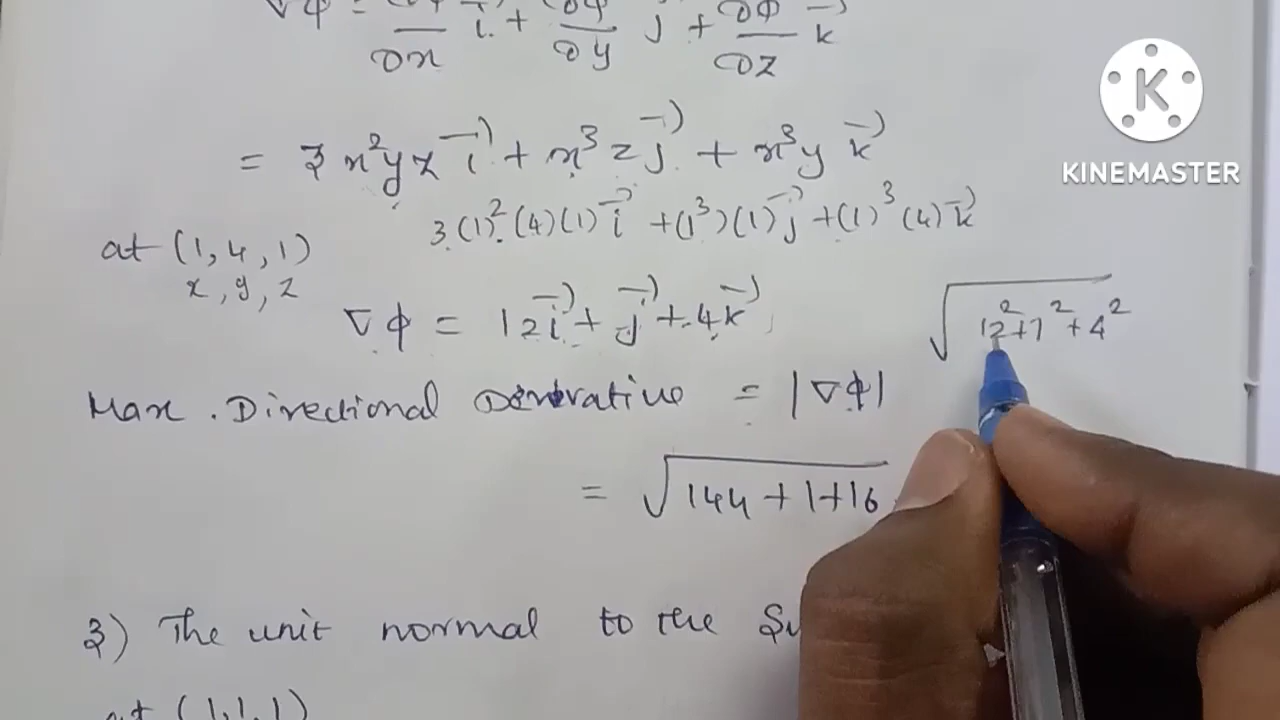 ∇φ = ∂φ/∂x i⃗ + ∂φ/∂y j⃗ + ∂φ/∂z k⃗
= 3x²yz i⃗ + x³z j⃗ + x³y k⃗
3(1)²(4)(1) i⃗ + (1³)(1) j⃗ + (1)³(4) k⃗
at (1,4,1)
x, y, z
∇φ = 12i⃗ + j⃗ + 4k⃗
√12²+1²+4²
Max. Directional Derivative = |∇φ|
= √144+1+16
3) The unit normal to the
at (1,1,1)
K
KINEMASTER